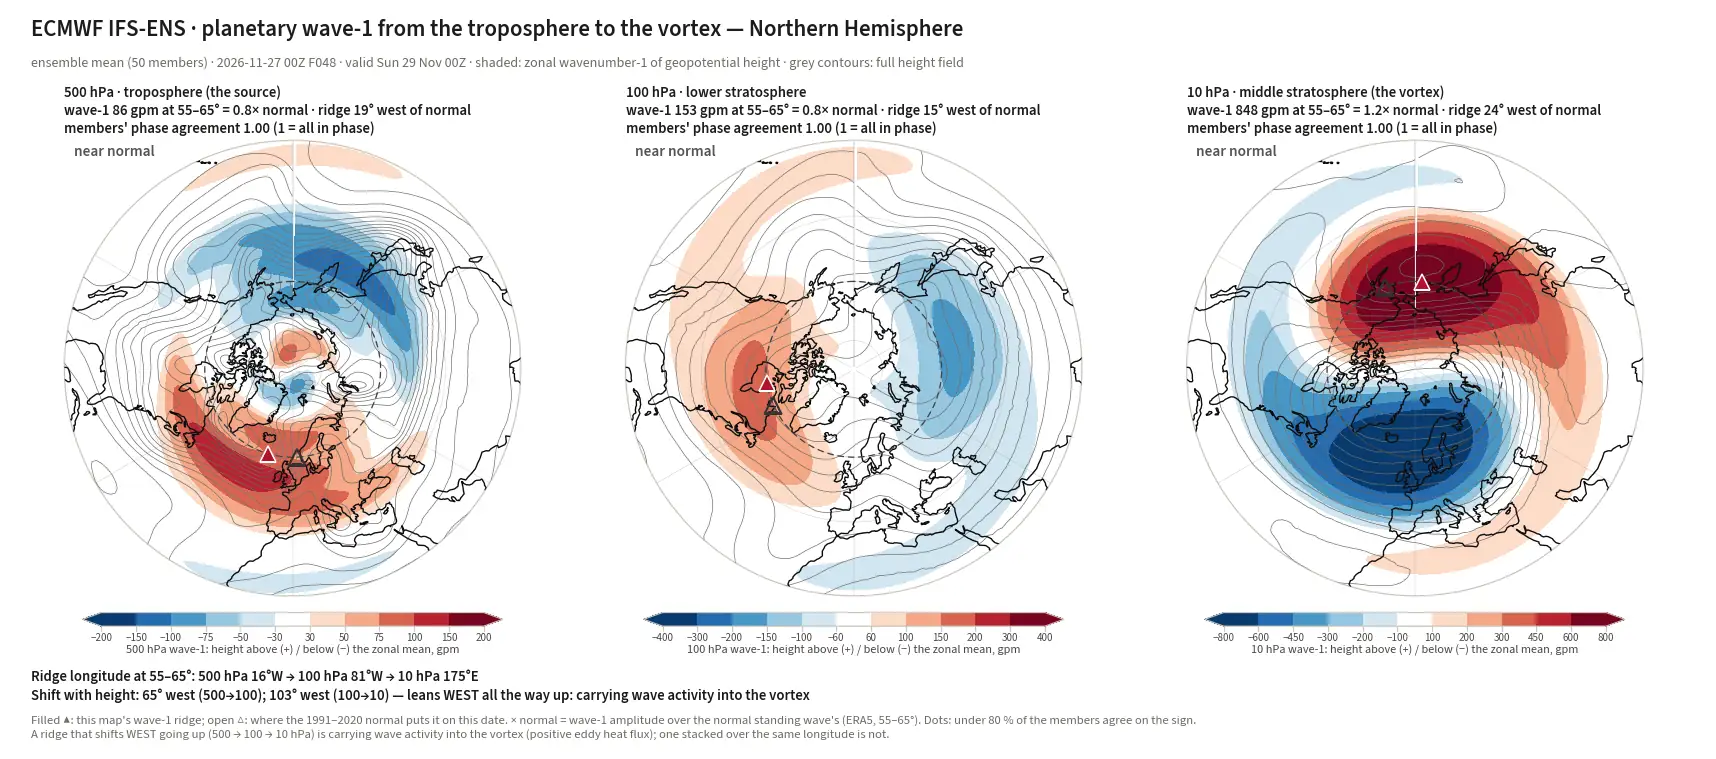 ECMWF IFS-ENS · planetary wave-1 from the troposphere to the vortex — Northern Hemisphere
ensemble mean (50 members) · 2026-11-27 00Z F048 · valid Sun 29 Nov 00Z · shaded: zonal wavenumber-1 of geopotential height · grey contours: full height field
500 hPa · troposphere (the source)
wave-1 86 gpm at 55–65° = 0.8× normal · ridge 19° west of normal
members' phase agreement 1.00 (1 = all in phase)
near normal
100 hPa · lower stratosphere
wave-1 153 gpm at 55–65° = 0.8× normal · ridge 15° west of normal
members' phase agreement 1.00 (1 = all in phase)
near normal
10 hPa · middle stratosphere (the vortex)
wave-1 848 gpm at 55–65° = 1.2× normal · ridge 24° west of normal
members' phase agreement 1.00 (1 = all in phase)
near normal
−200 −150 −100 −75 −50 −30 30 50 75 100 150 200
500 hPa wave-1: height above (+) / below (−) the zonal mean, gpm
−400 −300 −200 −150 −100 −60 60 100 150 200 300 400
100 hPa wave-1: height above (+) / below (−) the zonal mean, gpm
−800 −600 −450 −300 −200 −100 100 200 300 450 600 800
10 hPa wave-1: height above (+) / below (−) the zonal mean, gpm
Ridge longitude at 55–65°: 500 hPa 16°W → 100 hPa 81°W → 10 hPa 175°E
Shift with height: 65° west (500→100); 103° west (100→10) — leans WEST all the way up: carrying wave activity into the vortex
Filled ▲: this map's wave-1 ridge; open △: where the 1991–2020 normal puts it on this date. × normal = wave-1 amplitude over the normal standing wave's (ERA5, 55–65°). Dots: under 80 % of the members agree on the sign.
A ridge that shifts WEST going up (500 → 100 → 10 hPa) is carrying wave activity into the vortex (positive eddy heat flux); one stacked over the same longitude is not.